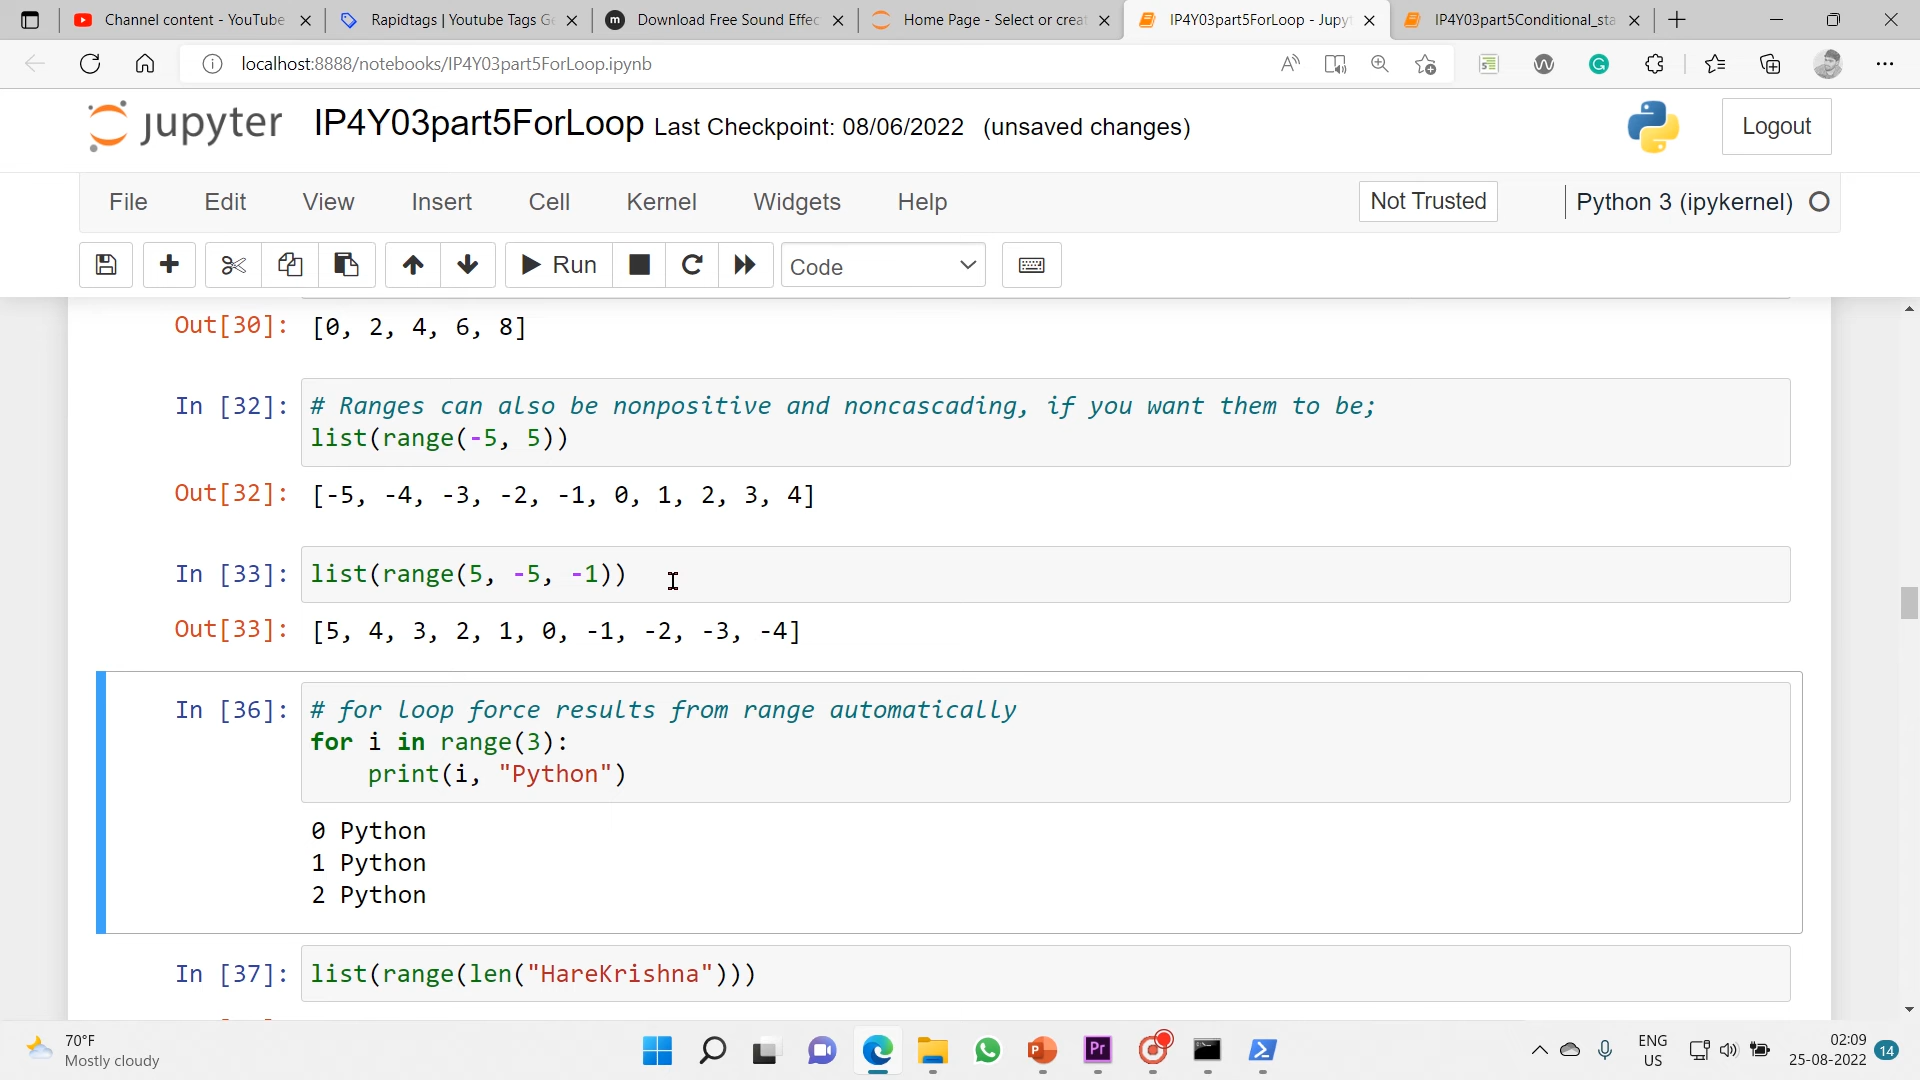 Channel content - YouTube
Rapidtags | Youtube Tags Ge
Download Free Sound Effec
Home Page - Select or creat
IP4Y03part5ForLoop - Jupyt
IP4Y03part5Conditional_sta
localhost:8888/notebooks/IP4Y03part5ForLoop.ipynb
jupyter IP4Y03part5ForLoop Last Checkpoint: 08/06/2022 (unsaved changes)
Logout
File Edit View Insert Cell Kernel Widgets Help
Not Trusted
Python 3 (ipykernel)
Run
Code
Out[30]: [0, 2, 4, 6, 8]
In [32]: # Ranges can also be nonpositive and noncascading, if you want them to be;
list(range(-5, 5))
Out[32]: [-5, -4, -3, -2, -1, 0, 1, 2, 3, 4]
In [33]: list(range(5, -5, -1))
Out[33]: [5, 4, 3, 2, 1, 0, -1, -2, -3, -4]
In [36]: # for loop force results from range automatically
for i in range(3):
print(i, "Python")
0 Python
1 Python
2 Python
In [37]: list(range(len("HareKrishna")))
70°F
Mostly cloudy
Pr
ENG
US
02:09
25-08-2022
14